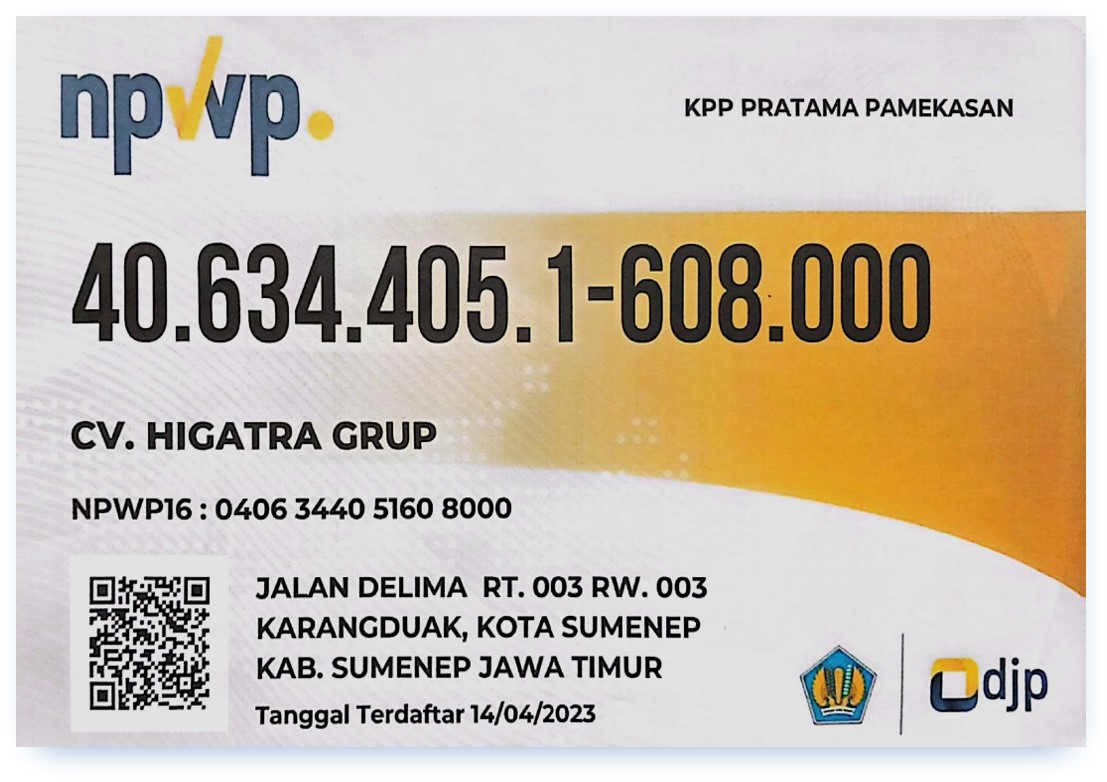 npwp.
KPP PRATAMA PAMEKASAN
40.634.405.1-608.000
CV. HIGATRA GRUP
NPWP16 : 0406 3440 5160 8000
JALAN DELIMA RT. 003 RW. 003
KARANGDUAK, KOTA SUMENEP
KAB. SUMENEP JAWA TIMUR
Tanggal Terdaftar 14/04/2023
djp